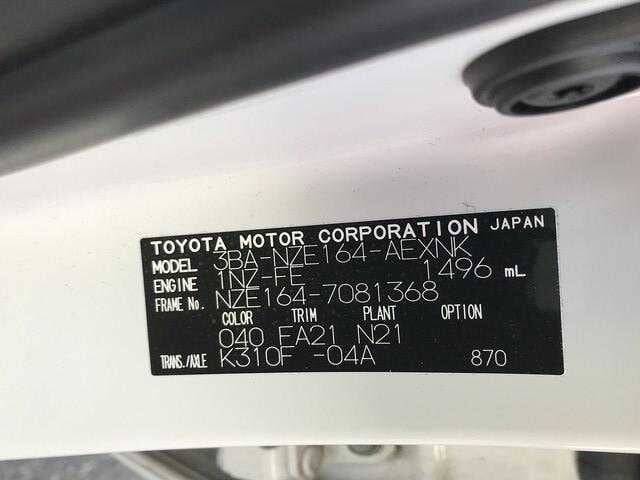 TOYOTA MOTOR CORPORATION JAPAN
MODEL 3BA-NZE164-AEXNK
ENGINE 1NZ-FE 1496 mL
FRAME No. NZE164-7081368
COLOR TRIM PLANT OPTION
040 EA21 N21
TRANS./AXLE K310F -04A 870